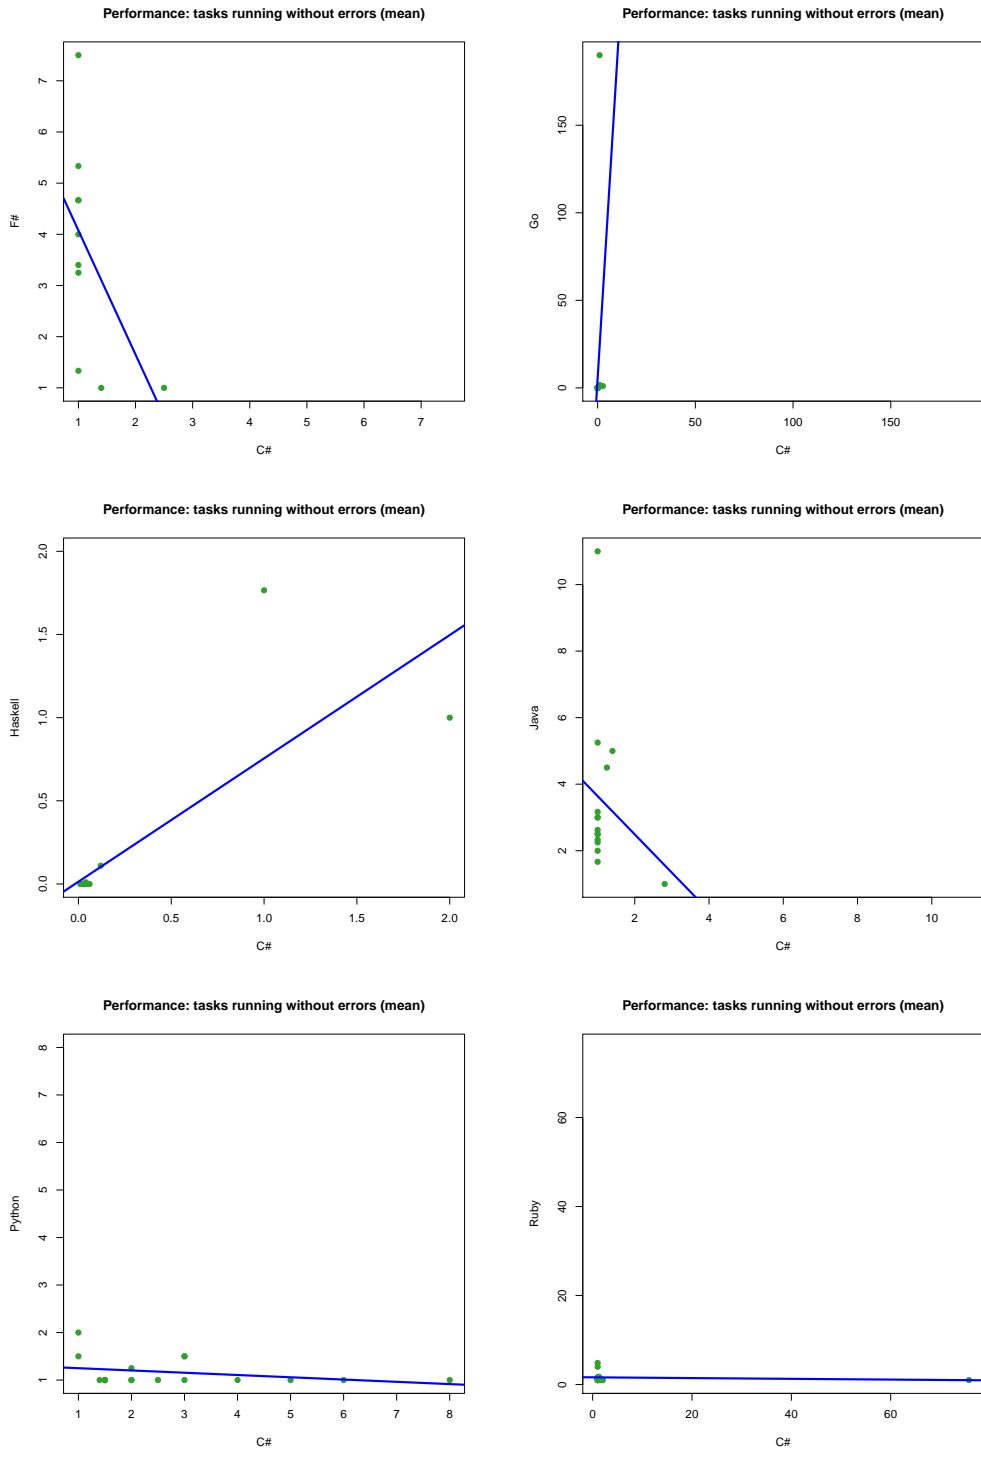 Performance: tasks running without errors (mean)
7
6
5
4
3
2
1
F#
1 2 3 4 5 6 7
C#
Performance: tasks running without errors (mean)
150
100
50
0
Go
0 50 100 150
C#
Performance: tasks running without errors (mean)
2.0
1.5
1.0
0.5
0.0
Haskell
0.0 0.5 1.0 1.5 2.0
C#
Performance: tasks running without errors (mean)
10
8
6
4
2
Java
2 4 6 8 10
C#
Performance: tasks running without errors (mean)
8
7
6
5
4
3
2
1
Python
1 2 3 4 5 6 7 8
C#
Performance: tasks running without errors (mean)
60
40
20
0
Ruby
0 20 40 60
C#